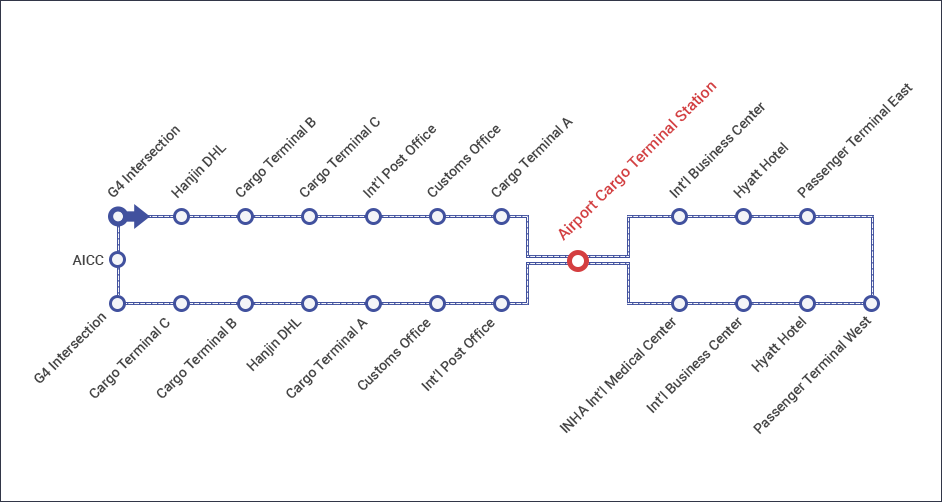 G4 Intersection
Hanjin DHL
Cargo Terminal B
Cargo Terminal C
Int'l Post Office
Customs Office
Cargo Terminal A
Airport Cargo Terminal Station
Int'l Business Center
Hyatt Hotel
Passenger Terminal East
AICC
G4 Intersection
Cargo Terminal C
Cargo Terminal B
Hanjin DHL
Cargo Terminal A
Customs Office
Int'l Post Office
INHA Int'l Medical Center
Int'l Business Center
Hyatt Hotel
Passenger Terminal West